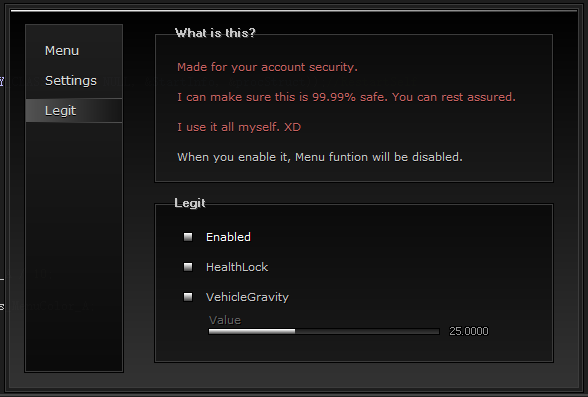 Menu
Settings
Legit
What is this?
Made for your account security.
I can make sure this is 99.99% safe. You can rest assured.
I use it all myself. XD
When you enable it, Menu funtion will be disabled.
Legit
Enabled
HealthLock
VehicleGravity
Value
25.0000